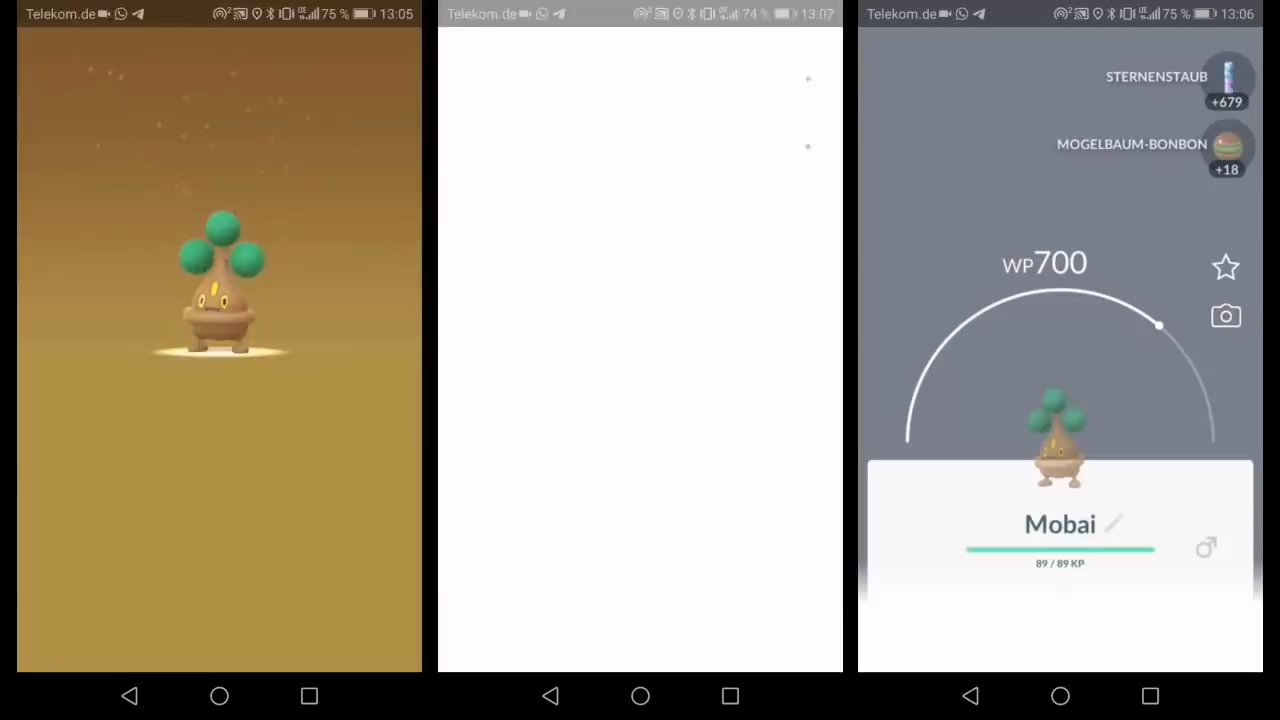 Telekom.de 75 % 13:05
Telekom.de 74 % 13:07
Telekom.de 75 % 13:06
STERNENSTAUB
+679
MOGELBAUM-BONBON
+18
WP700
Mobai
89 / 89 KP